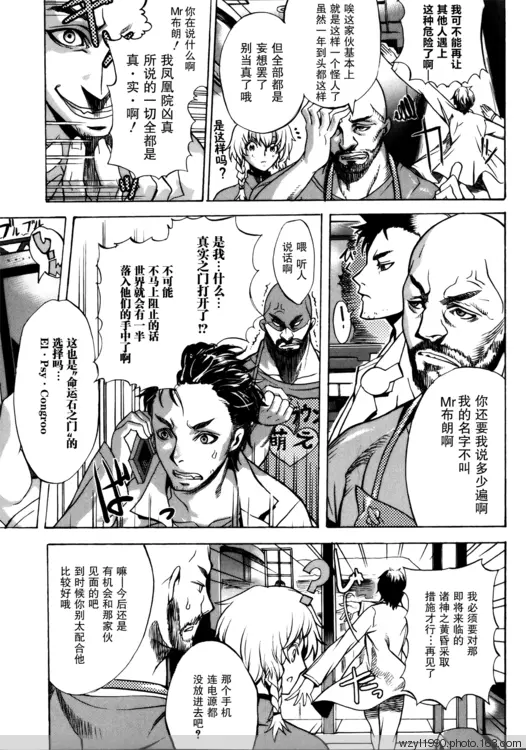 我可不能再让
其他人遇上
这种危险了啊
唉这家伙基本上
就是这样一个怪人了
虽然一年到头都这样
但全部都是
妄想罢了
别当真了哦
是这样吗?
你在说什么啊
Mr布朗!
我凤凰院凶真
所说的一切全都是
真·实·啊!
你还要我说多少遍啊
我的名字不叫
Mr布朗啊
喂 听人
说话啊
是我…什么…
真实之门打开了!?
不可能
不马上阻止的话
世界就会有一半
落入他们的手中了啊
这也是"命运石之门"的
选择吗…
El·Psy·Congroo
萌
ゴルゴル
我必须要对那
即将来临的
诸神之黄昏采取
措施才行…再见了
那个手机
连电源都
没放进去吧?
嘛—今后还是
有机会和那家伙
见面的吧
到时候你别太配合他
比较好哦
wzyl1990.photo.163.com